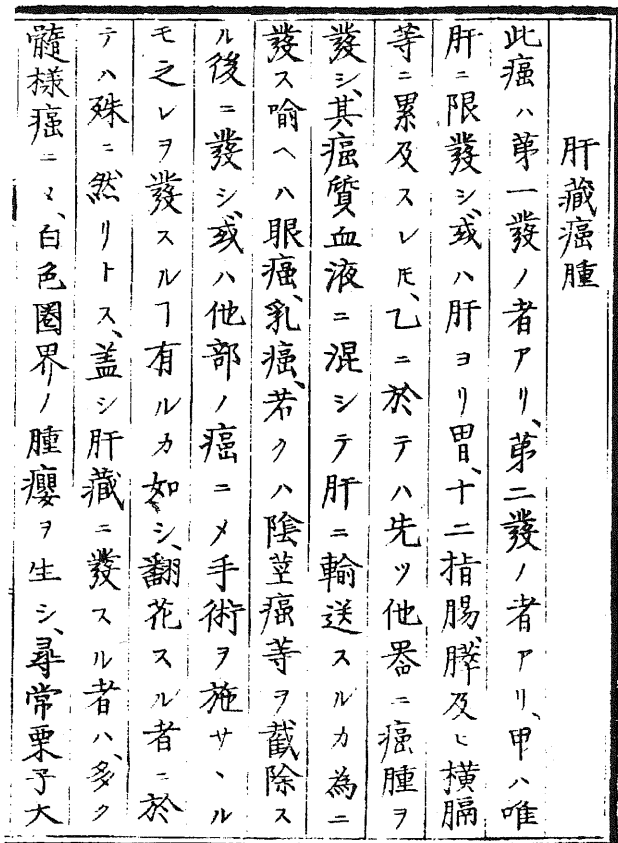 肝藏癌腫
此癌ハ第一發ノ者アリ、第二發ノ者アリ、甲ハ唯
肝ニ限發シ、或ハ肝ヨリ胃、十二指腸、膵及ヒ橫膈
等ニ累及スレ𪜈、乙ニ於テハ先ツ他器ニ癌腫ヲ
發シ、其癌質血液ニ混シテ肝ニ輸送スルカ為ニ
發ス喻ヘハ眼癌、乳癌、若クハ陰莖癌等ヲ截除ス
ル後ニ發シ、或ハ他部ノ癌ニ〆手術ヲ施サヽル
モ之レヲ發スルヿ有ルカ如シ、翻花スル者ニ於
テハ殊ニ然リトス、盖シ肝藏ニ發スル者ハ、多ク
髓樣癌ニ〆、白色圈界ノ腫癭ヲ生シ、尋常栗子大